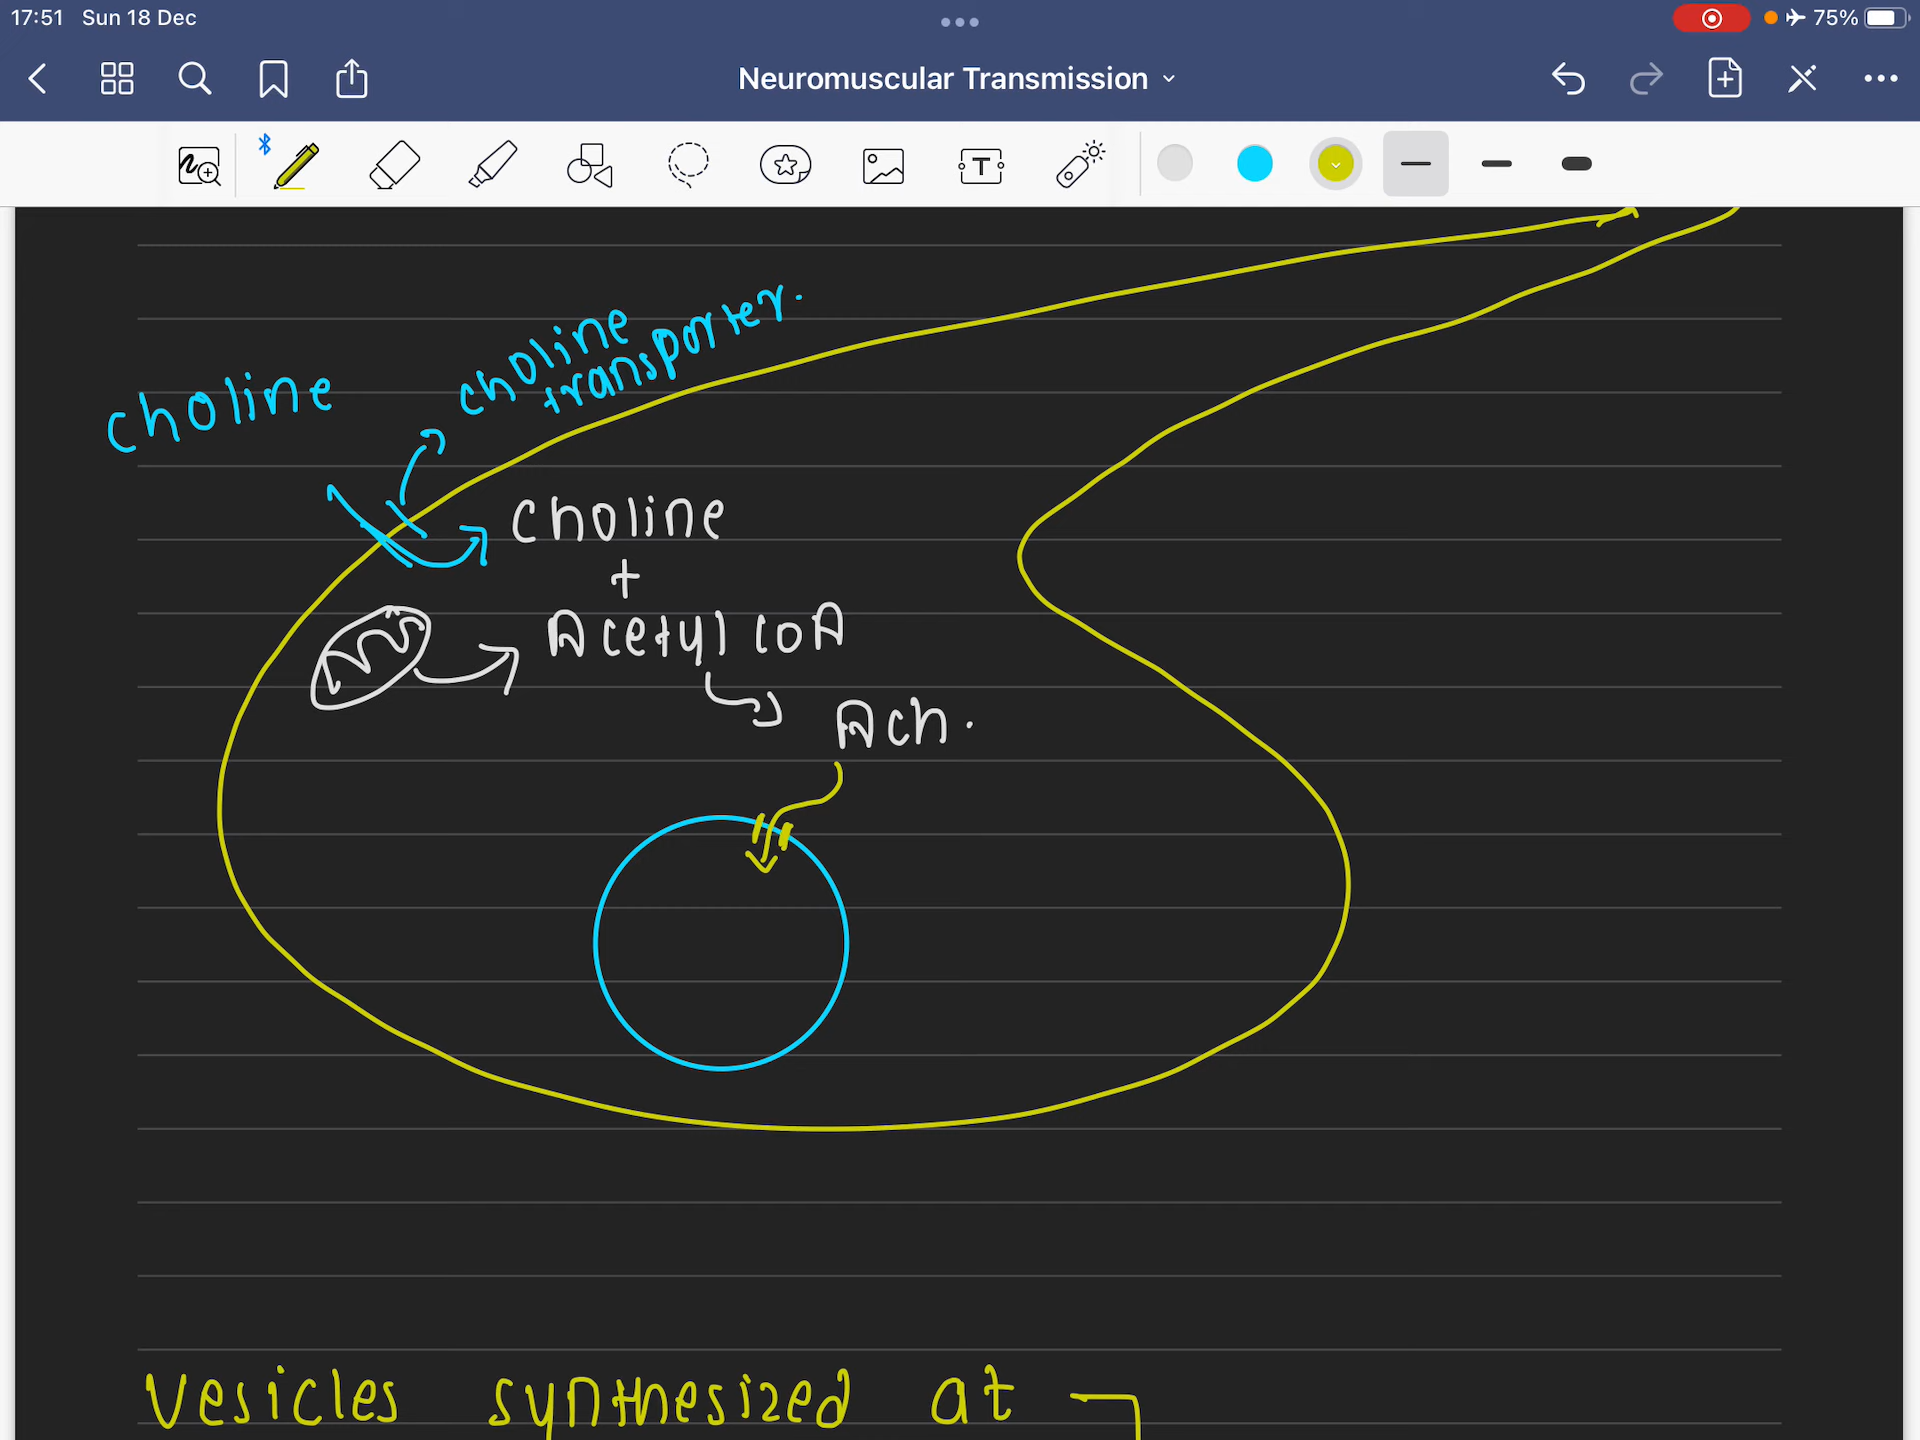 17:51 Sun 18 Dec
75%
Neuromuscular Transmission
T
choline
choline
transporter.
choline
+
Acetyl CoA
Ach.
Vesicles synthesized at